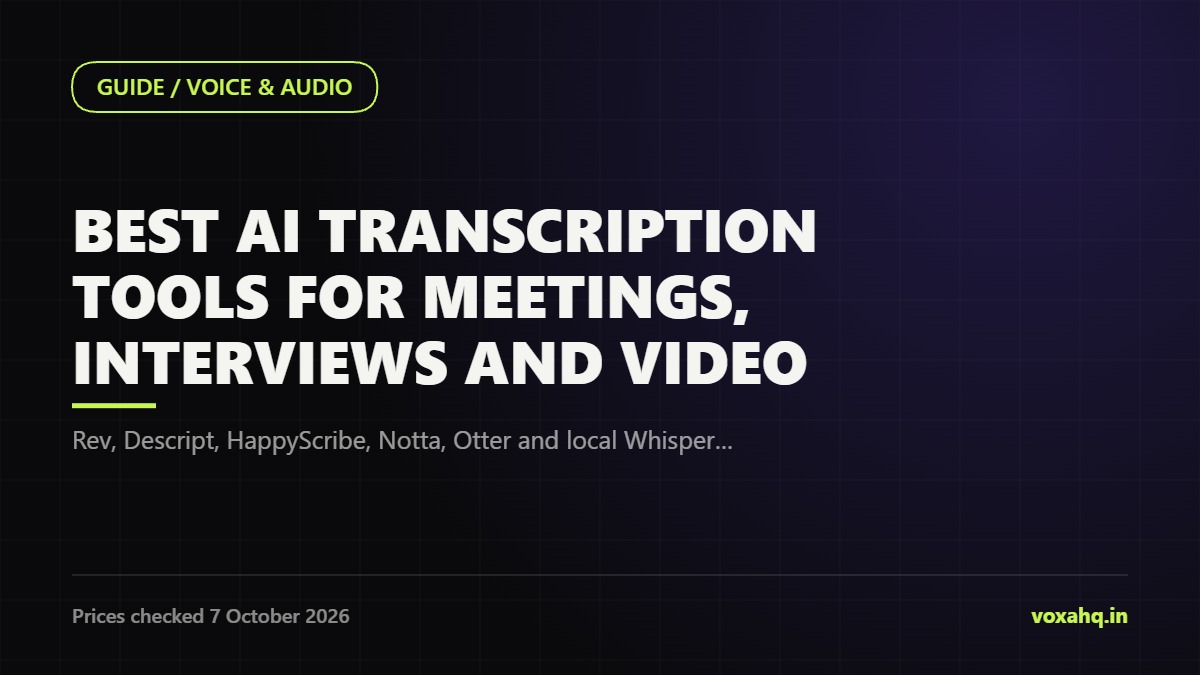 GUIDE / VOICE & AUDIO
BEST AI TRANSCRIPTION
TOOLS FOR MEETINGS,
INTERVIEWS AND VIDEO
Rev, Descript, HappyScribe, Notta, Otter and local Whisper...
Prices checked 7 October 2026
voxahq.in